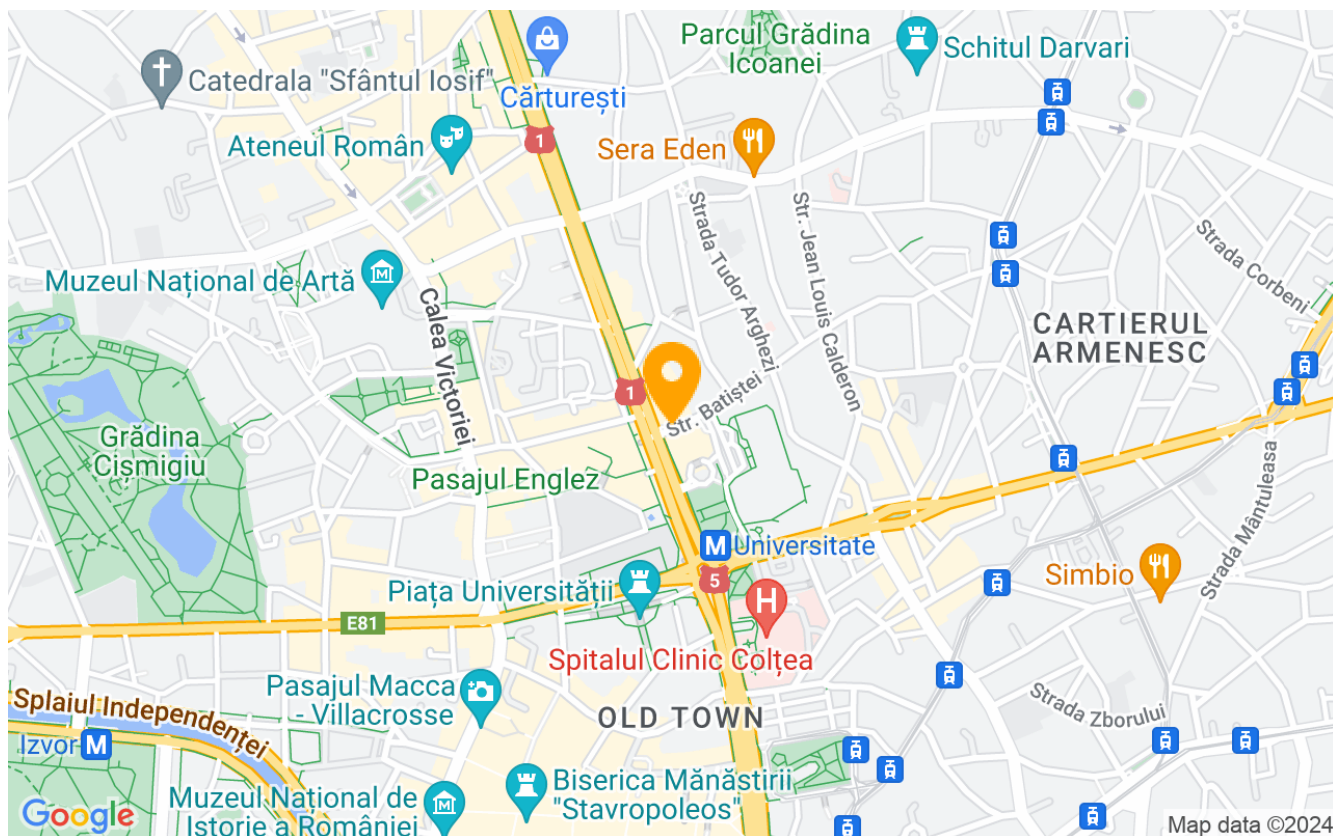 Parcul Grădina
Icoanei
Schitul Darvari
Catedrala "Sfântul Iosif"
Cărturești
1
Ateneul Român
Sera Eden
Strada Tudor Arghezi
Str. Jean Louis Calderon
Strada Corbeni
Muzeul Național de Artă
Calea Victoriei
CARTIERUL
ARMENESC
1
Str. Batiștei
Grădina
Cișmigiu
Pasajul Englez
Strada Mântuleasa
M Universitate
Piața Universității
5
H
Simbio
E81
Spitalul Clinic Colțea
Pasajul Macca
- Villacrosse
OLD TOWN
Strada Zborului
Splaiul Independenței
Izvor M
Biserica Mănăstirii
"Stavropoleos"
Muzeul Național de
Istorie a României
Google
Map data ©2024